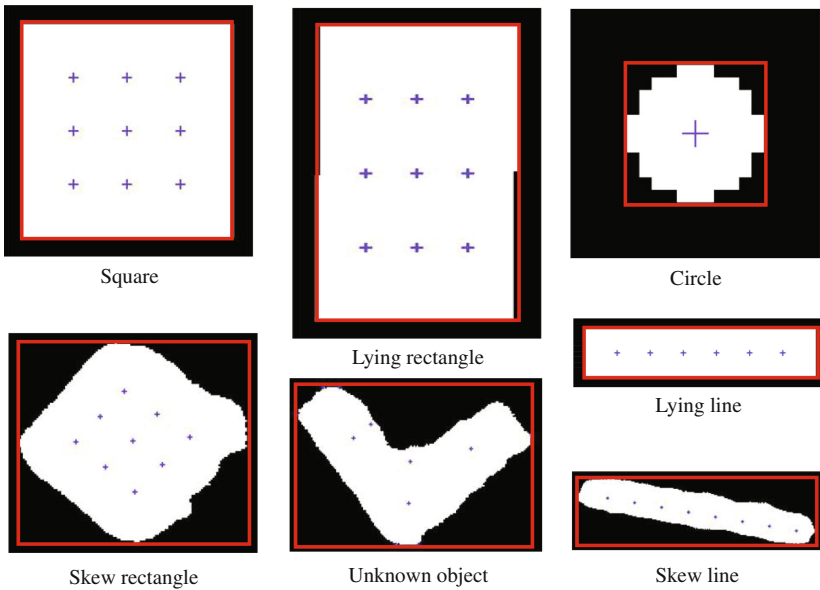 Square
Lying rectangle
Circle
Lying line
Skew rectangle
Unknown object
Skew line